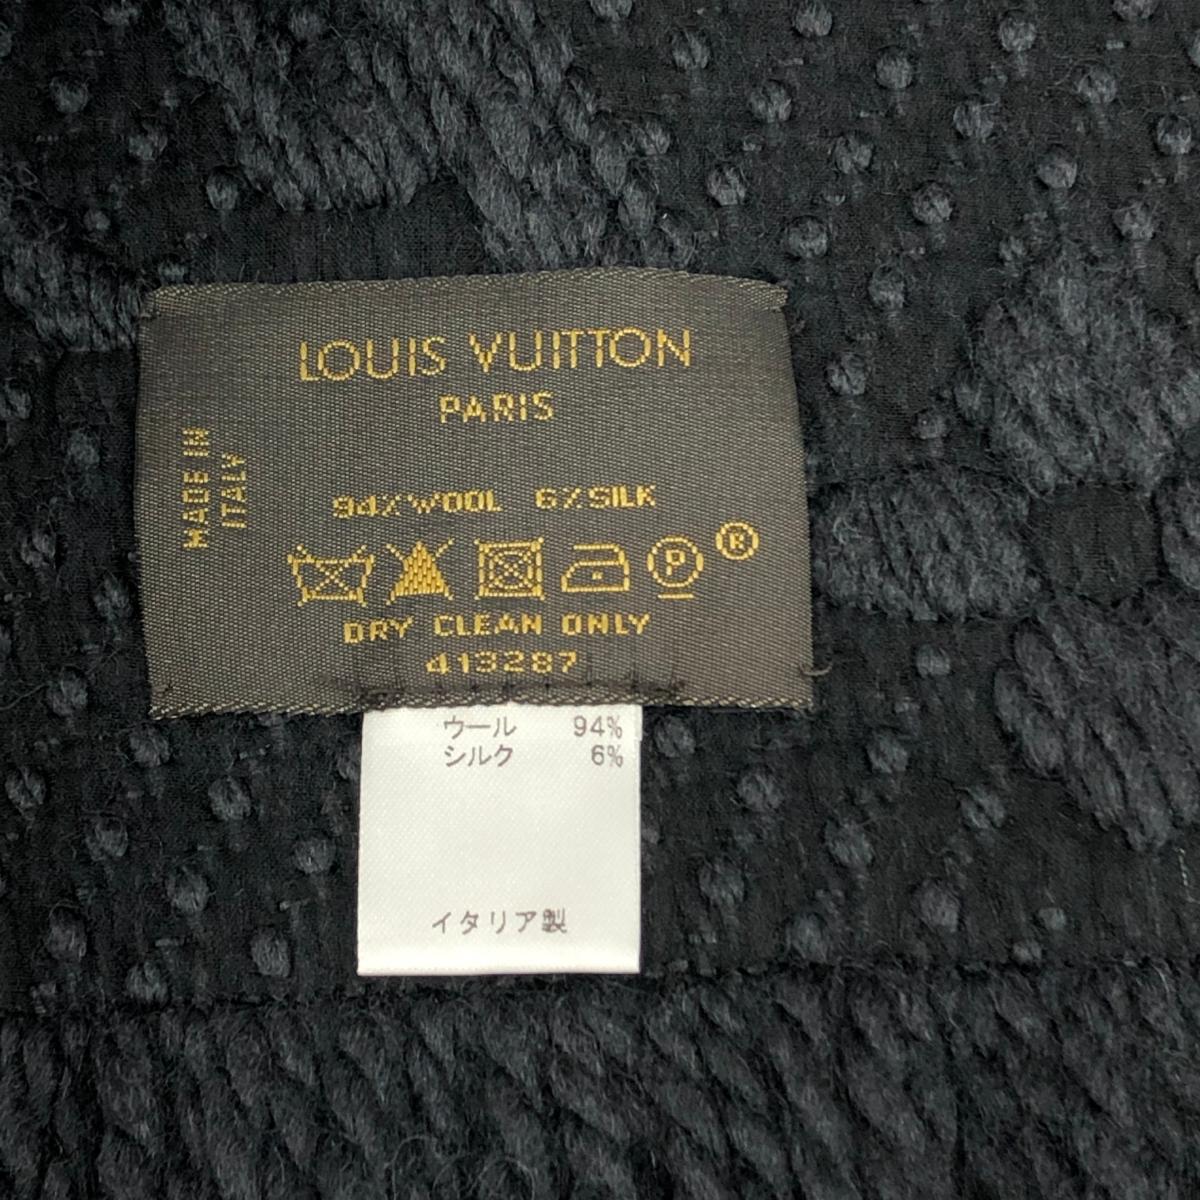 LOUIS VUITTON
PARIS
MADE IN
ITALY
94% WOOL 6% SILK
P ®
DRY CLEAN ONLY
413287
ウール 94%
シルク 6%
イタリア製